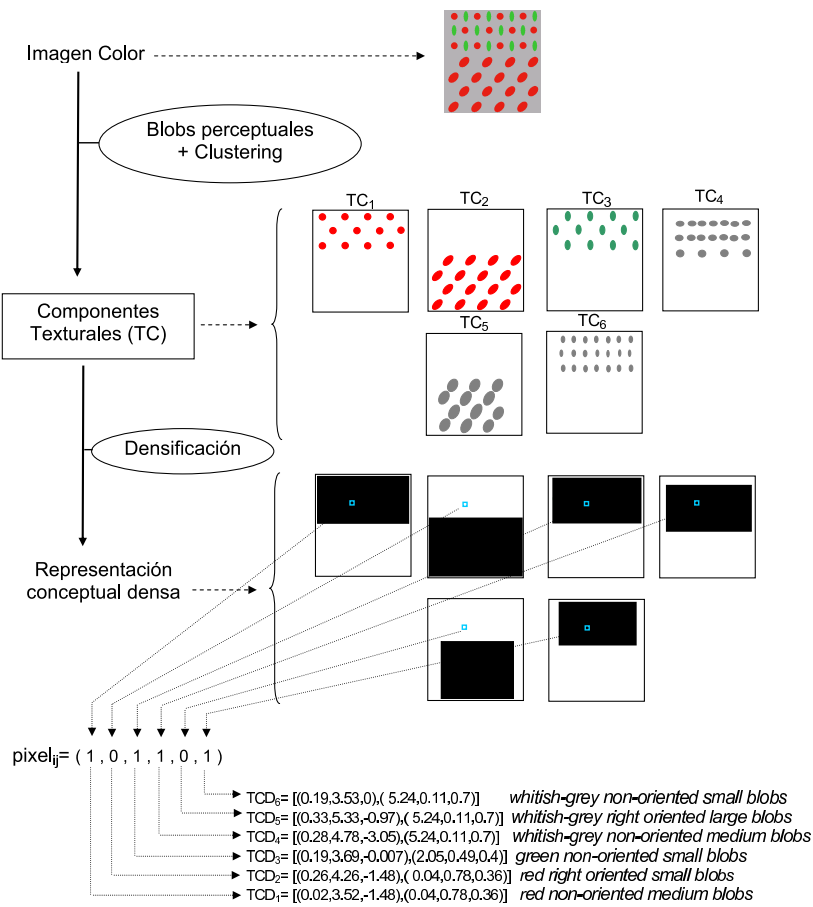 Imagen Color
Blobs perceptuales
+ Clustering
TC1 TC2 TC3 TC4
Componentes
Texturales (TC)
TC5 TC6
Densificación
Representación
conceptual densa
pixelij= ( 1 , 0 , 1 , 1 , 0 , 1 )
TCD6= [(0.19,3.53,0),( 5.24,0.11,0.7)] whitish-grey non-oriented small blobs
TCD5= [(0.33,5.33,-0.97),( 5.24,0.11,0.7)] whitish-grey right oriented large blobs
TCD4= [(0.28,4.78,-3.05),(5.24,0.11,0.7)] whitish-grey non-oriented medium blobs
TCD3= [(0.19,3.69,-0.007),(2.05,0.49,0.4)] green non-oriented small blobs
TCD2= [(0.26,4.26,-1.48),( 0.04,0.78,0.36)] red right oriented small blobs
TCD1= [(0.02,3.52,-1.48),(0.04,0.78,0.36)] red non-oriented medium blobs